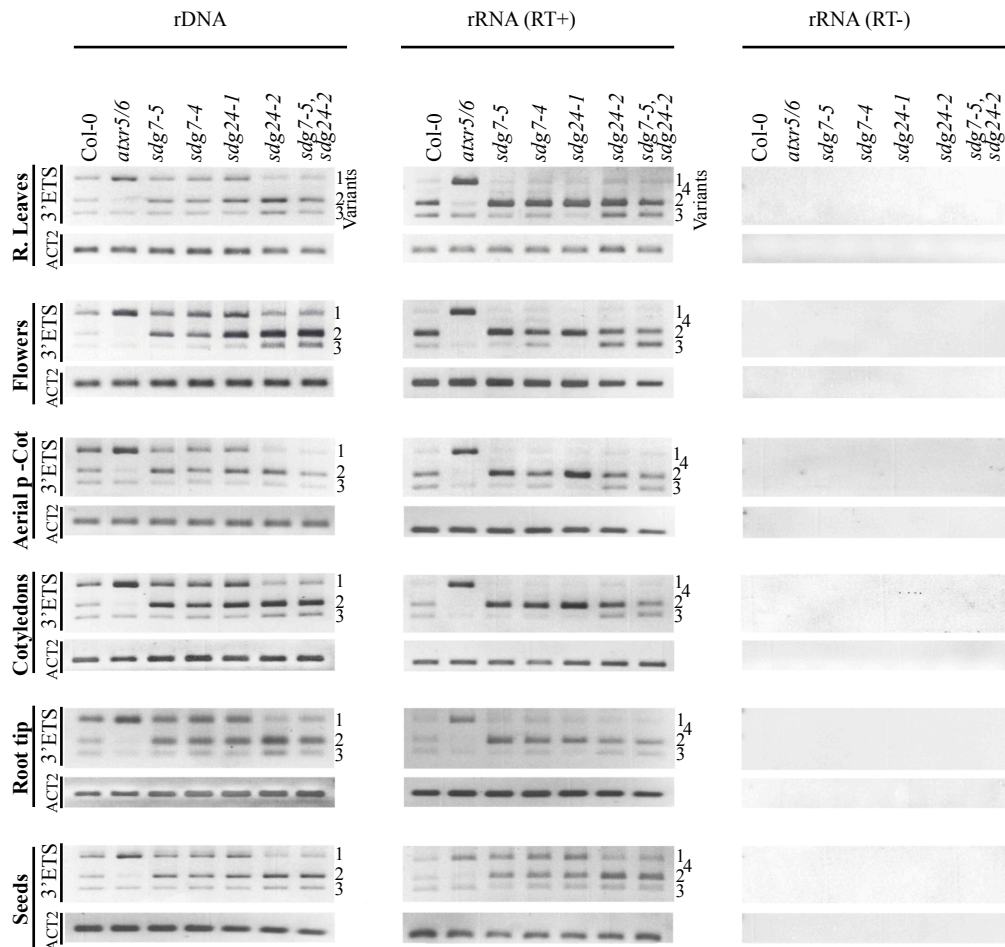 rDNA
rRNA (RT+)
rRNA (RT-)
Col-0
atxr5/6
sdg7-5
sdg7-4
sdg24-1
sdg24-2
sdg7-5,
sdg24-2
Col-0
atxr5/6
sdg7-5
sdg7-4
sdg24-1
sdg24-2
sdg7-5,
sdg24-2
Col-0
atxr5/6
sdg7-5
sdg7-4
sdg24-1
sdg24-2
sdg7-5,
sdg24-2
R. Leaves
3'ETS
ACT2
1
2
3
Variants
1
4
2
3
Variants
Flowers
3'ETS
ACT2
1
2
3
1
4
2
3
Aerial p -Cot
3'ETS
ACT2
1
2
3
1
4
2
3
Cotyledons
3'ETS
ACT2
1
2
3
1
4
2
3
Root tip
3'ETS
ACT2
1
2
3
1
4
2
3
Seeds
3'ETS
ACT2
1
2
3
1
4
2
3